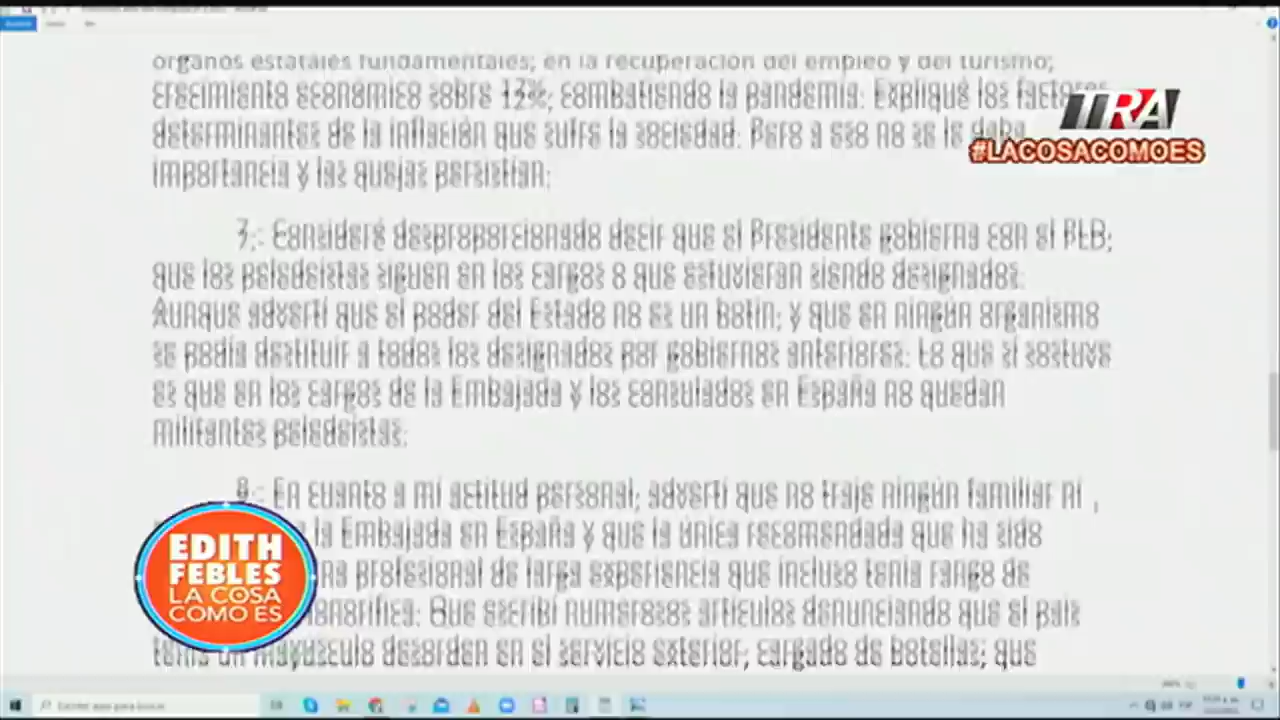 órganos estatales fundamentales; en la recuperación del empleo y del turismo;
crecimiento económico sobre 12%; combatiendo la pandemia. Expliqué los factores
determinantes de la inflación que sufre la sociedad. Pero a eso no se le daba
importancia y las quejas persistían.
TRA
#LACOSACOMOES
7.- Consideré desproporcionado decir que el Presidente gobierna con el PLD;
que los peledeistas siguen en los cargos o que estuvieran siendo designados.
Aunque advertí que el poder del Estado no es un botín; y que en ningún organismo
se podía destituir a todos los designados por gobiernos anteriores. Lo que sí sostuve
es que en los cargos de la Embajada y los consulados en España no quedan
militantes peledeistas.
8.- En cuanto a mi actitud personal; advertí que no traje ningún familiar ni
la Embajada en España y que la única recomendada que ha sido
na profesional de larga experiencia que incluso tenía rango de
onorífica. Que escribí numerosos artículos denunciando que el país
tenía un mayúsculo desorden en el servicio exterior, cargado de botellas; que
EDITH
FEBLES
LA COSA
COMO ES